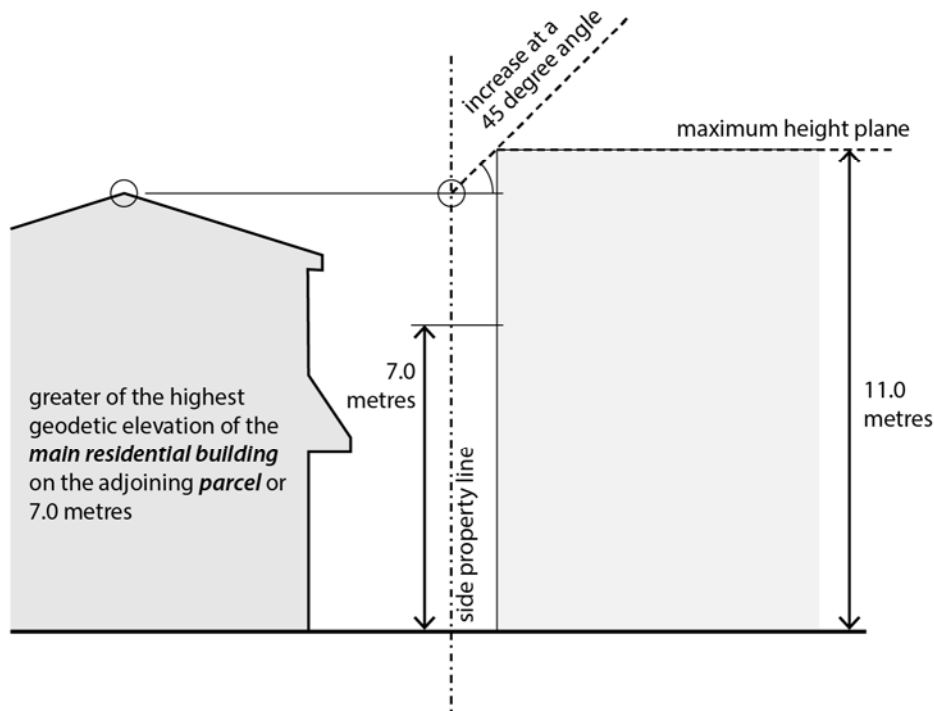 increase at a
45 degree angle
maximum height plane
7.0
metres
11.0
metres
greater of the highest
geodetic elevation of the
main residential building
on the adjoining parcel or
7.0 metres
side property line